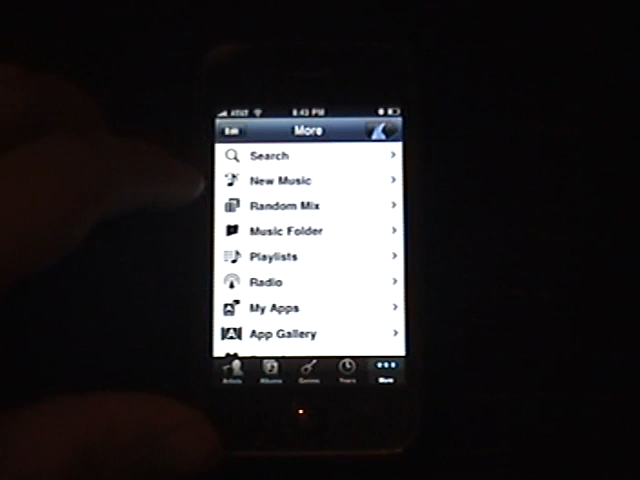 AT&T 8:43 PM
Edit More
Search
New Music
Random Mix
Music Folder
Playlists
Radio
My Apps
App Gallery
Artists Albums Genres Years More